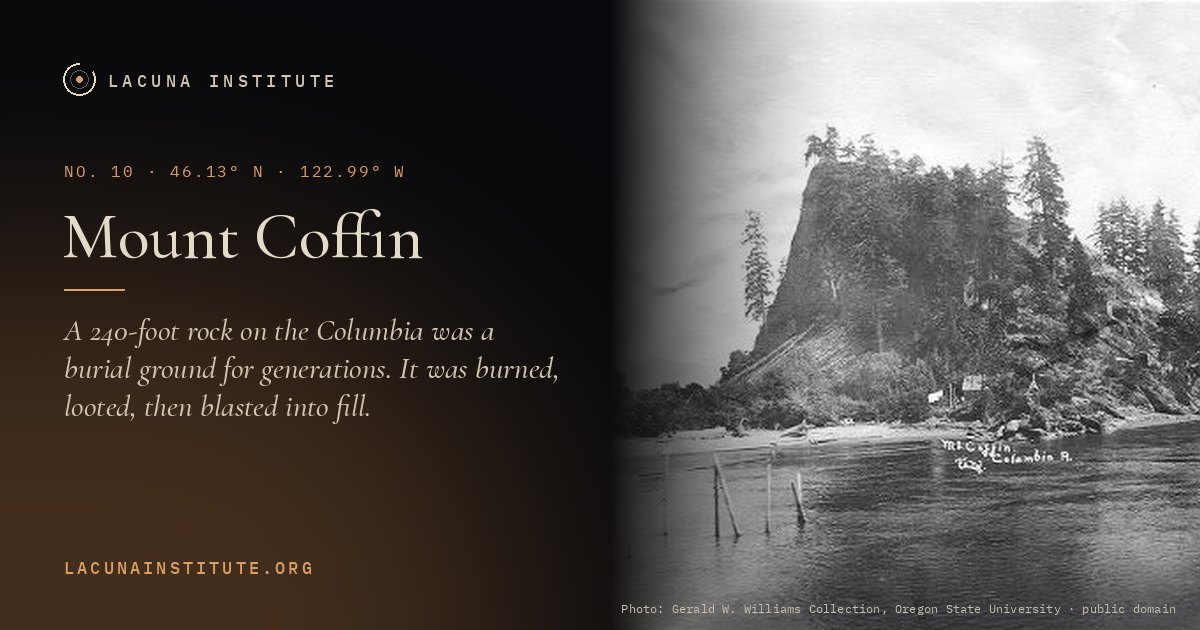 LACUNA INSTITUTE
NO. 10 · 46.13° N · 122.99° W
Mount Coffin
A 240-foot rock on the Columbia was a
burial ground for generations. It was burned,
looted, then blasted into fill.
LACUNAINSTITUTE.ORG
Mt. Coffin,
Columbia R.
Photo: Gerald W. Williams Collection, Oregon State University · public domain